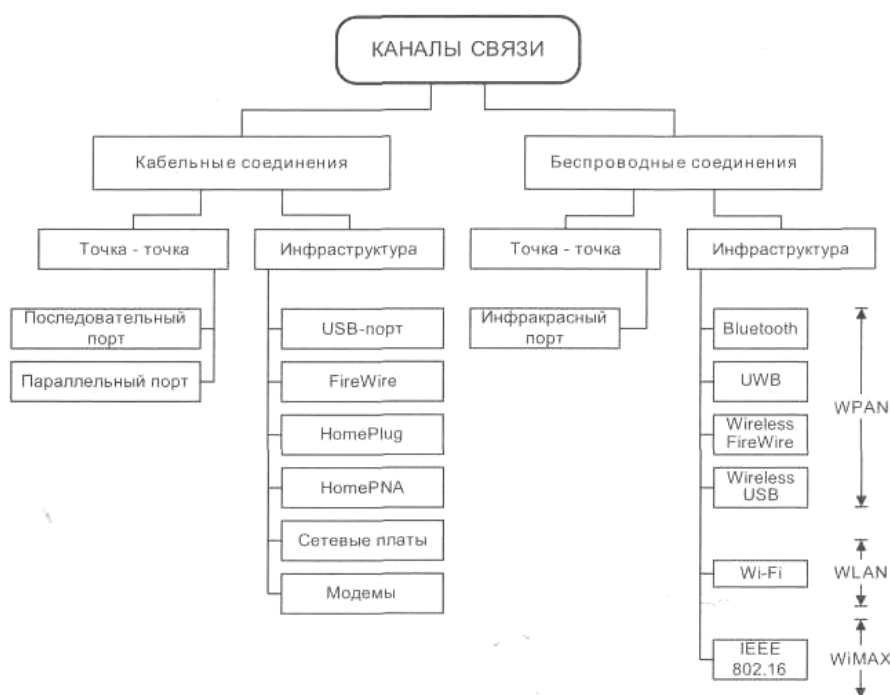 КАНАЛЫ СВЯЗИ
Кабельные соединения
Беспроводные соединения
Точка - точка
Инфраструктура
Точка - точка
Инфраструктура
Последовательный
порт
Параллельный порт
USB-порт
FireWire
HomePlug
HomePNA
Сетевые платы
Модемы
Инфракрасный
порт
Bluetooth
UWB
Wireless
FireWire
Wireless
USB
Wi-Fi
IEEE
802.16
WPAN
WLAN
WiMAX